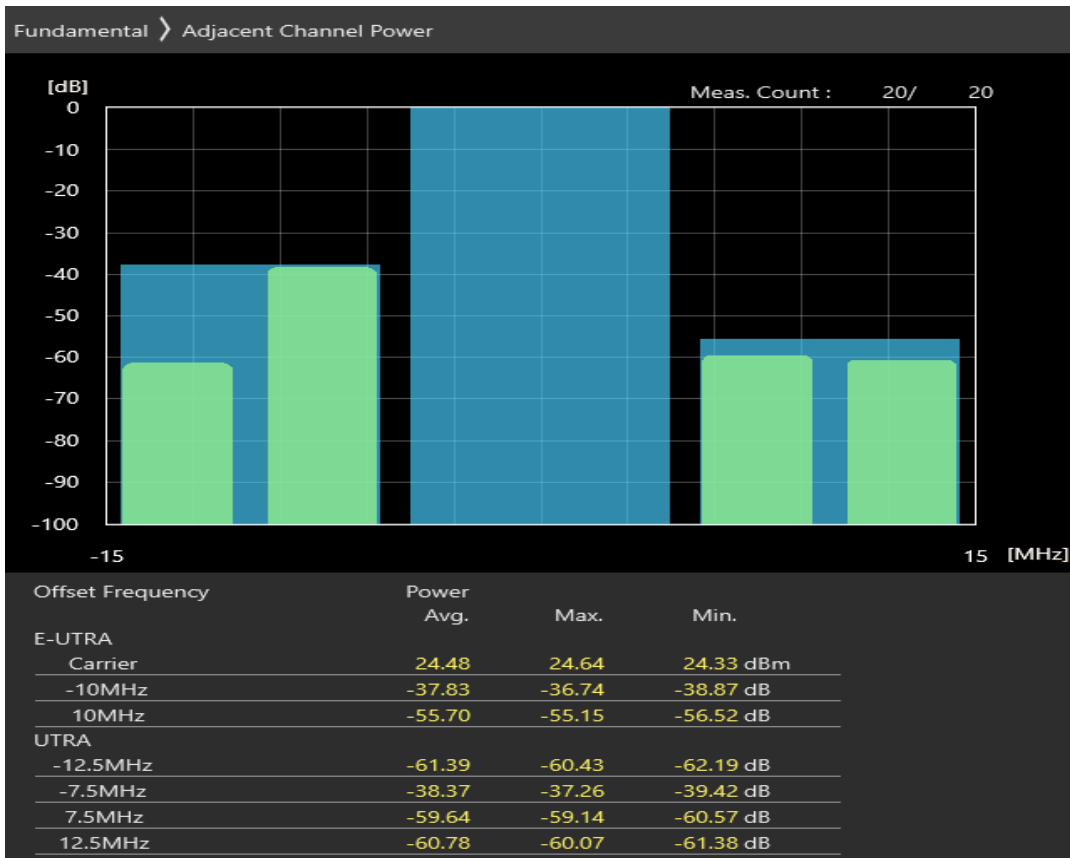 Fundamental 〉 Adjacent Channel Power
[dB]
Meas. Count : 20/ 20
0
-10
-20
-30
-40
-50
-60
-70
-80
-90
-100
-15 15 [MHz]
Offset Frequency Power
Avg. Max. Min.
E-UTRA
Carrier 24.48 24.64 24.33 dBm
-10MHz -37.83 -36.74 -38.87 dB
10MHz -55.70 -55.15 -56.52 dB
UTRA
-12.5MHz -61.39 -60.43 -62.19 dB
-7.5MHz -38.37 -37.26 -39.42 dB
7.5MHz -59.64 -59.14 -60.57 dB
12.5MHz -60.78 -60.07 -61.38 dB